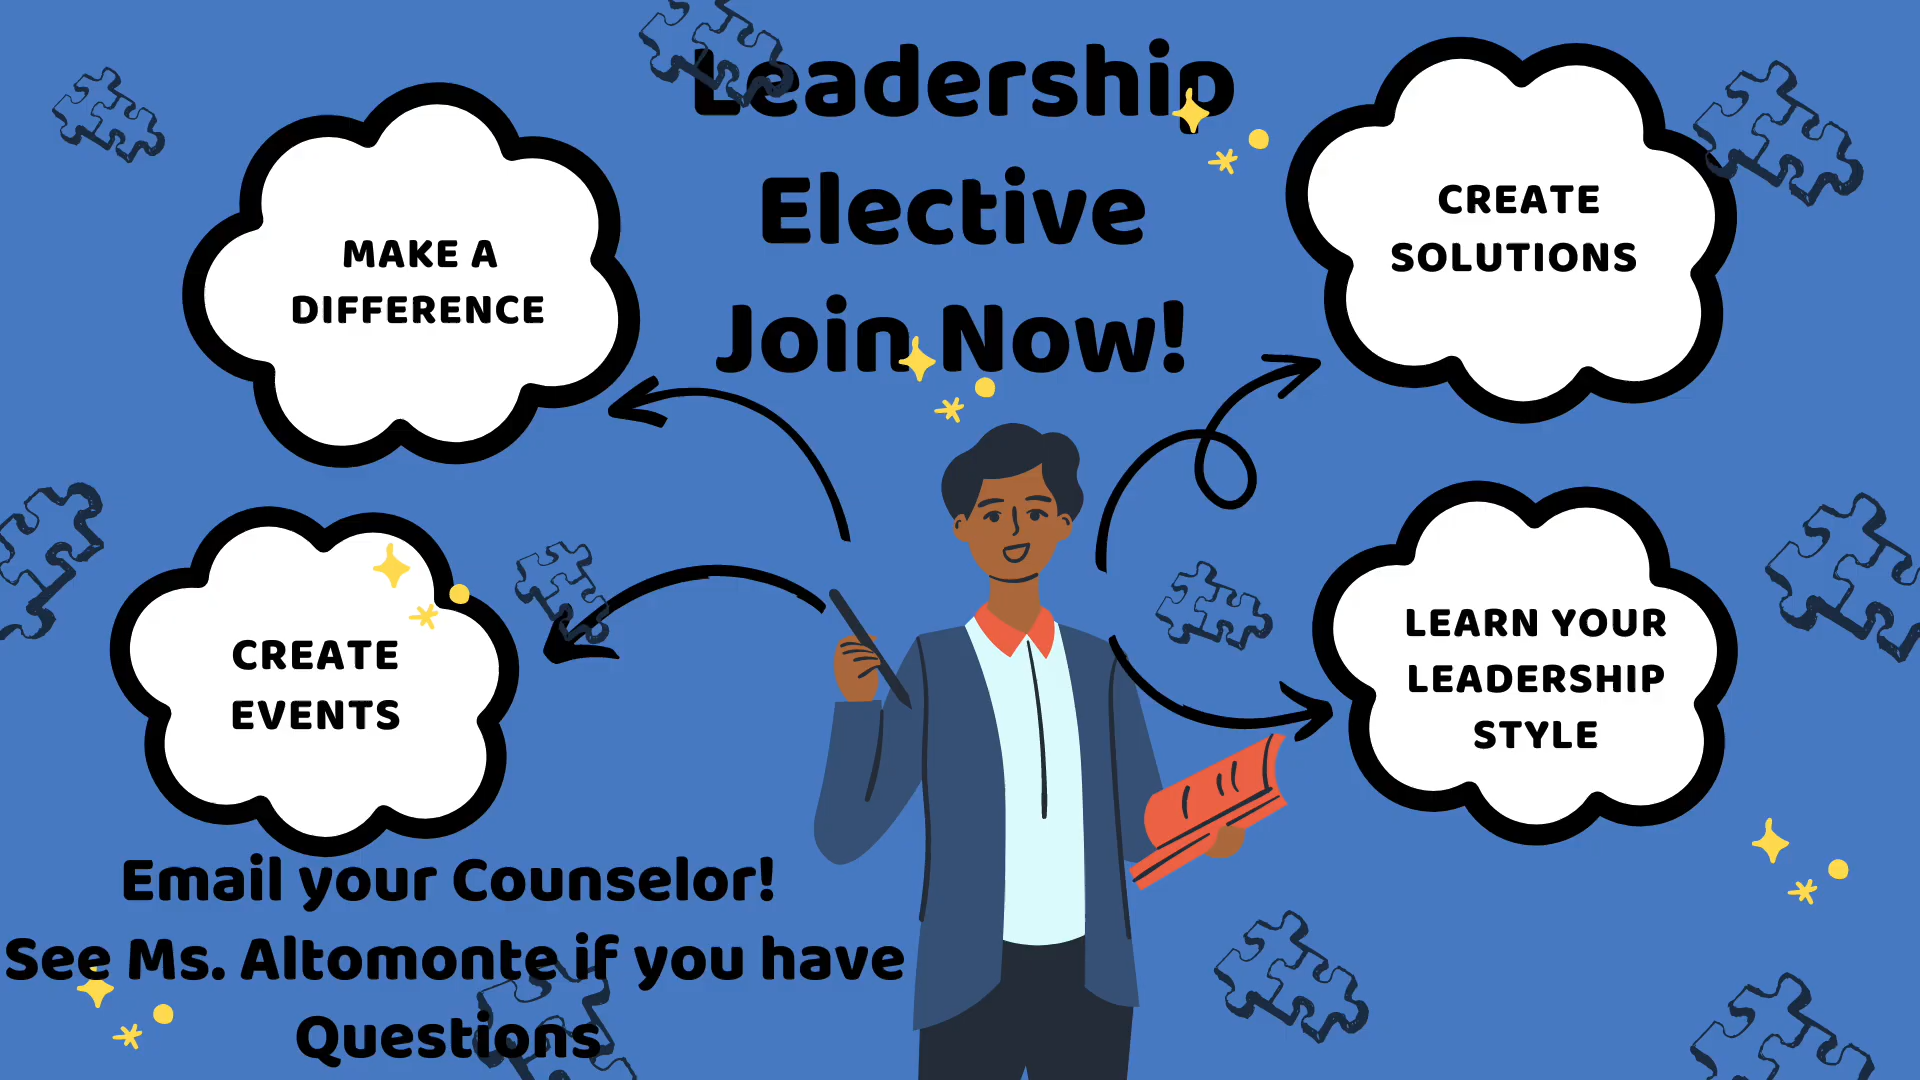 Leadership
Elective
Join Now!
MAKE A
DIFFERENCE
CREATE
SOLUTIONS
CREATE
EVENTS
LEARN YOUR
LEADERSHIP
STYLE
Email your Counselor!
See Ms. Altomonte if you have
Questions